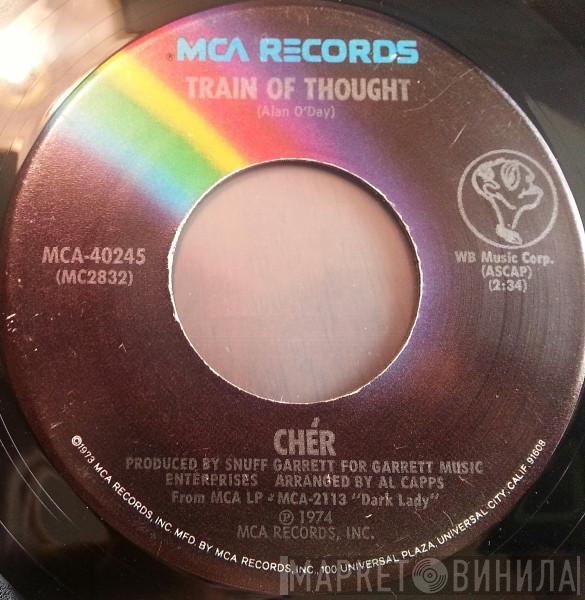 ® MCA RECORDS
TRAIN OF THOUGHT
(Alan O'Day)
MCA-40245
(MC2832)
WB Music Corp.
(ASCAP)
(2:34)
CHÉR
PRODUCED BY SNUFF GARRETT FOR GARRETT MUSIC
ENTERPRISES ARRANGED BY AL CAPPS
From MCA LP # MCA-2113 "Dark Lady"
℗ 1974
MCA RECORDS, INC.
©1973 MCA RECORDS, INC. MFD. BY MCA RECORDS, INC., 100 UNIVERSAL PLAZA, UNIVERSAL CITY, CALIF. 91608
МАРКЕТ ВИНИЛА